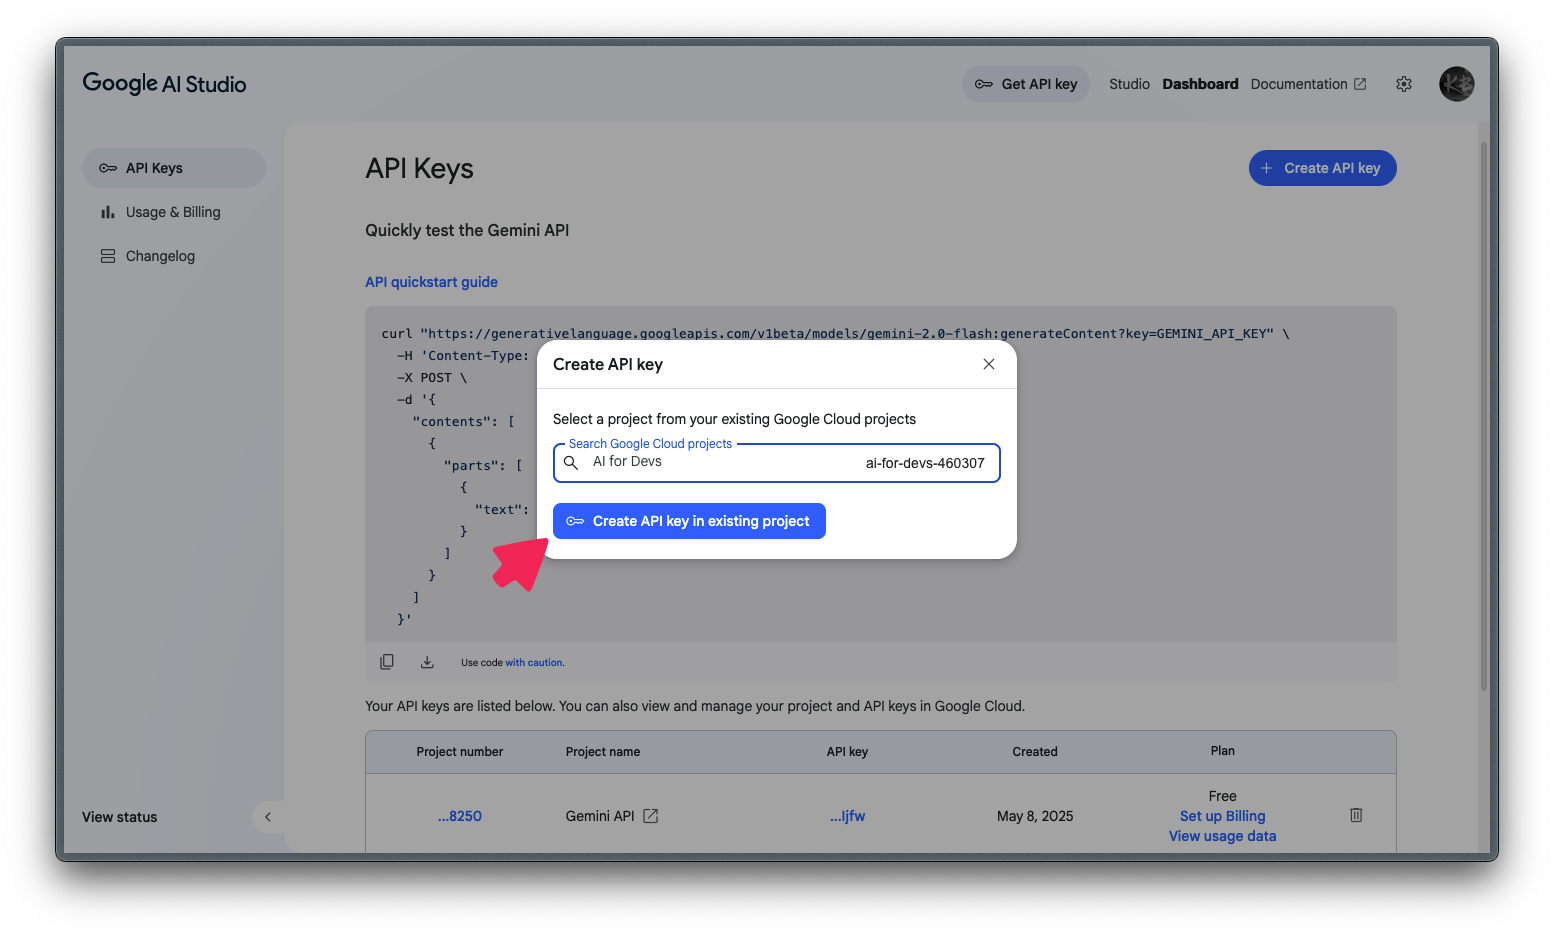 Google AI Studio
Get API key
Studio
Dashboard
Documentation
KB
API Keys
Usage & Billing
Changelog
API Keys
Create API key
Quickly test the Gemini API
API quickstart guide
curl "https://generativelanguage.googleapis.com/v1beta/models/gemini-2.0-flash:generateContent?key=GEMINI_API_KEY" \
-H 'Content-Type:
-X POST \
-d '{
"contents": [
{
"parts": [
{
"text":
}
]
}
]
}'
Create API key
Select a project from your existing Google Cloud projects
Search Google Cloud projects
AI for Devs ai-for-devs-460307
Create API key in existing project
Use code with caution.
Your API keys are listed below. You can also view and manage your project and API keys in Google Cloud.
Project number Project name API key Created Plan
...8250 Gemini API ...ljfw May 8, 2025 Free
Set up Billing
View usage data
View status